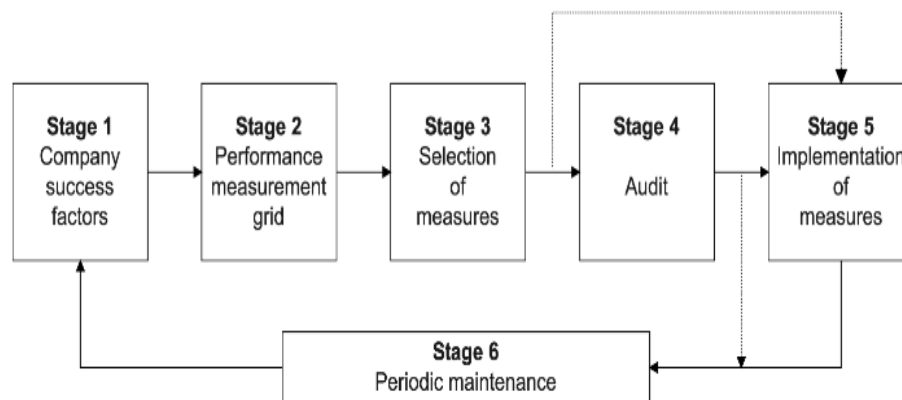 Stage 1
Company
success
factors
Stage 2
Performance
measurement
grid
Stage 3
Selection
of
measures
Stage 4
Audit
Stage 5
Implementation
of
measures
Stage 6
Periodic maintenance